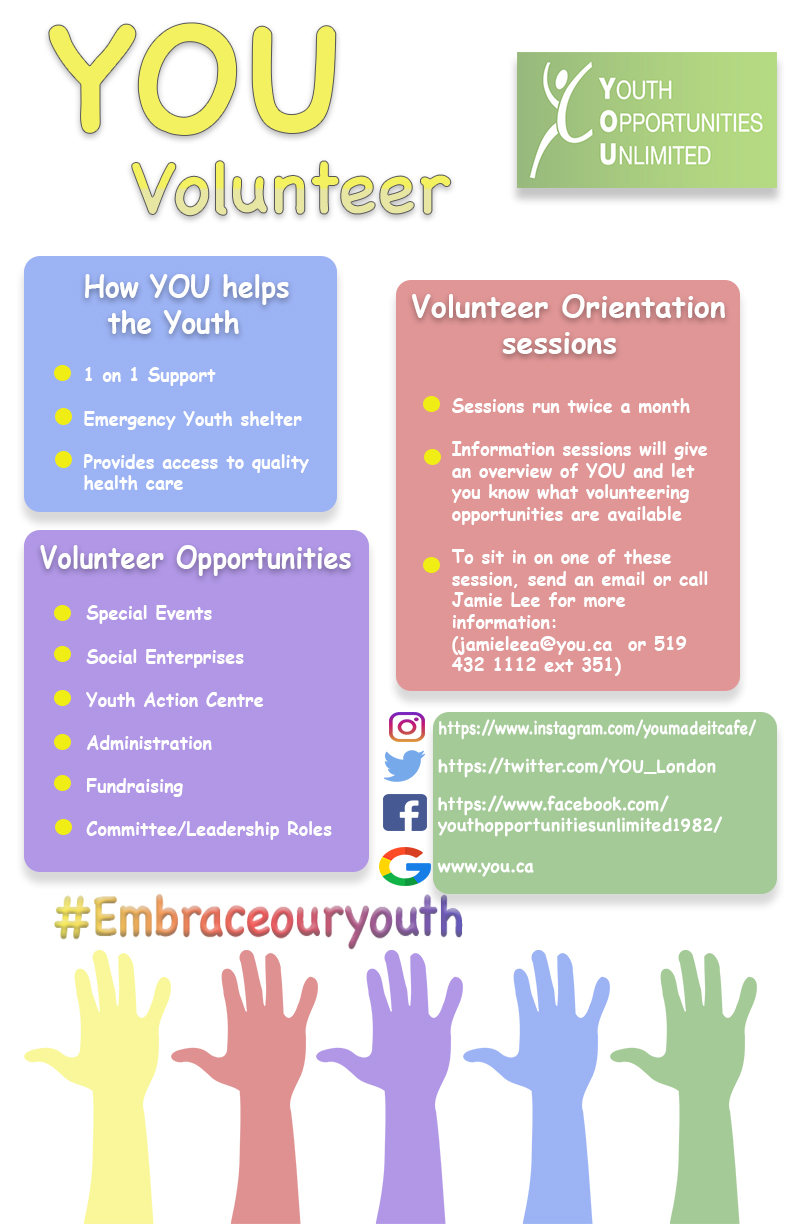 YOU
Volunteer
YOUTH
OPPORTUNITIES
UNLIMITED
How YOU helps
the Youth
1 on 1 Support
Emergency Youth shelter
Provides access to quality
health care
Volunteer Orientation
sessions
Sessions run twice a month
Information sessions will give
an overview of YOU and let
you know what volunteering
opportunities are available
To sit in on one of these
session, send an email or call
Jamie Lee for more
information:
(jamieleea@you.ca or 519
432 1112 ext 351)
Volunteer Opportunities
Special Events
Social Enterprises
Youth Action Centre
Administration
Fundraising
Committee/Leadership Roles
https://www.instagram.com/youmadeitcafe/
https://twitter.com/YOU_London
https://www.facebook.com/
youthopportunitiesunlimited1982/
www.you.ca
#Embraceouryouth